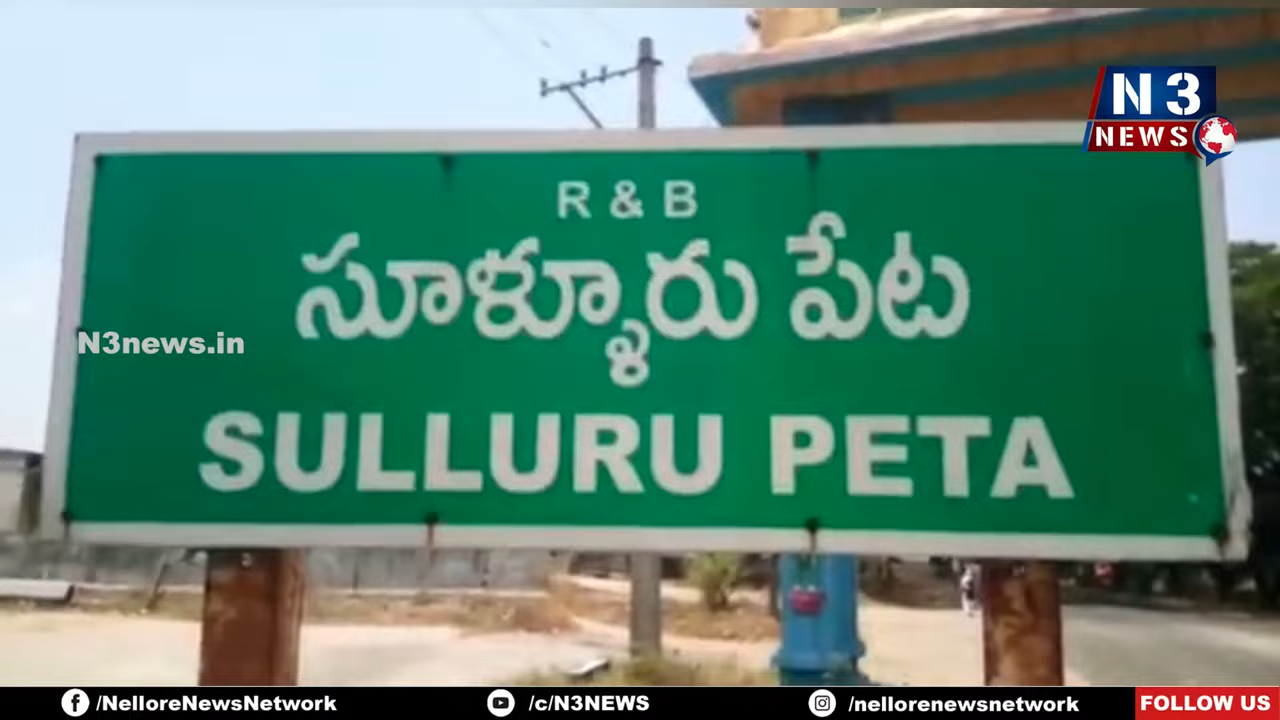 N3
NEWS
R & B
సూళ్ళూరు పేట
N3news.in
SULLURU PETA
/NelloreNewsNetwork
/c/N3NEWS
/nellorenewsnetwork
FOLLOW US